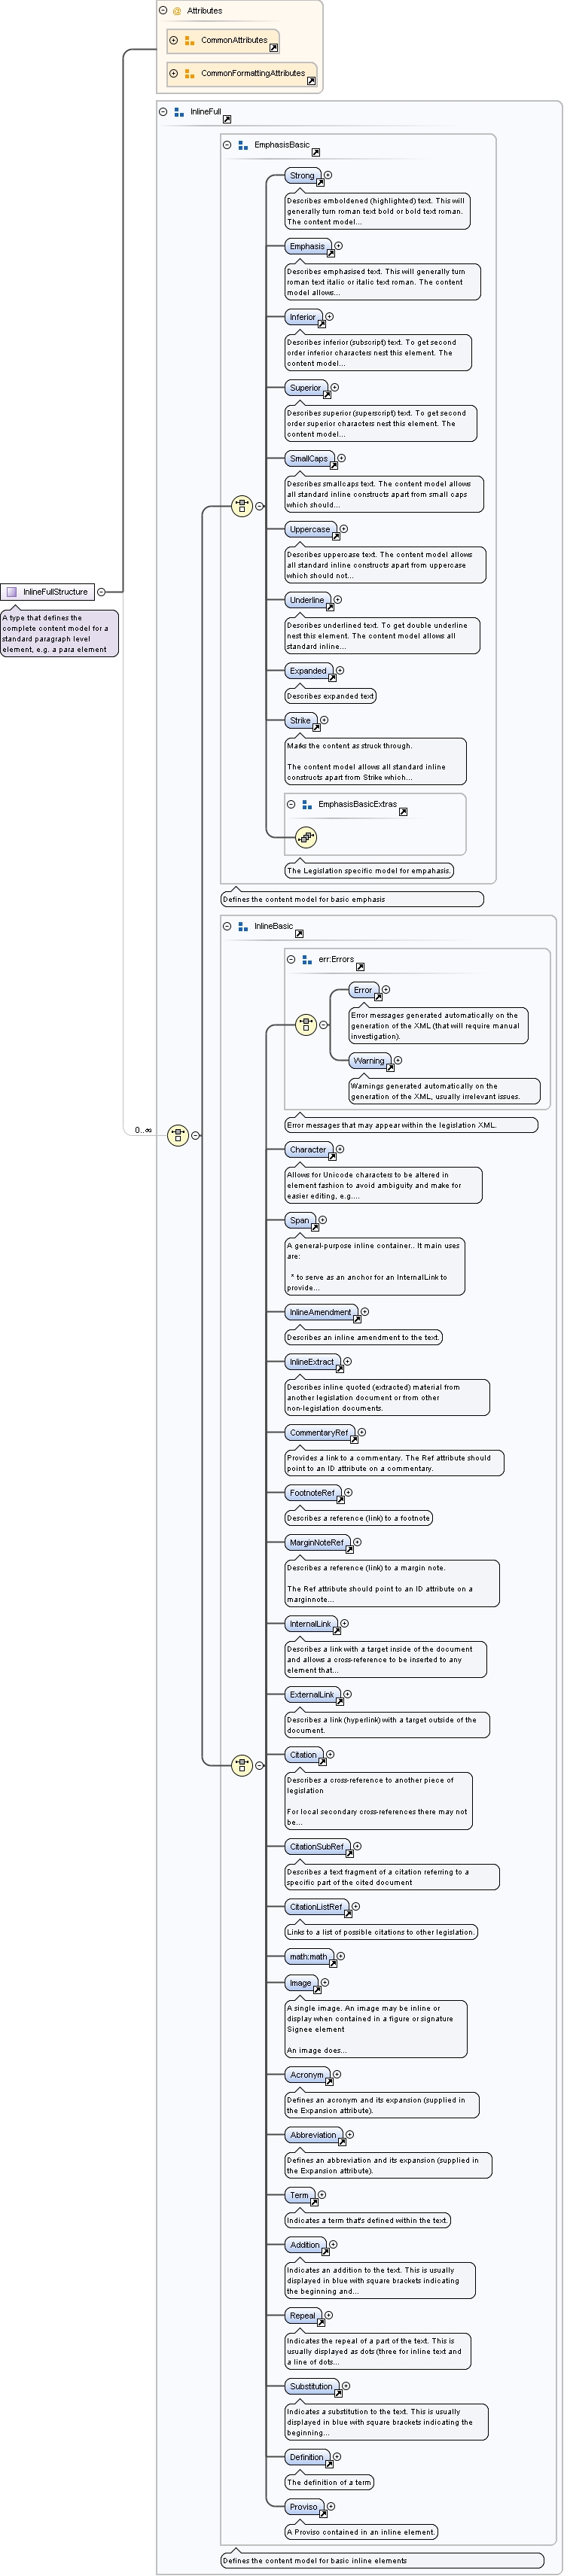 Attributes
CommonAttributes
CommonFormattingAttributes
InlineFull
EmphasisBasic
Strong
Describes emboldened (highlighted) text. This will
generally turn roman text bold or bold text roman.
The content model...
Emphasis
Describes emphasised text. This will generally turn
roman text italic or italic text roman. The content
model allows...
Inferior
Describes inferior (subscript) text. To get second
order inferior characters nest this element. The
content model...
Superior
Describes superior (superscript) text. To get second
order superior characters nest this element. The
content model...
SmallCaps
Describes smallcaps text. The content model allows
all standard inline constructs apart from small caps
which should...
Uppercase
Describes uppercase text. The content model allows
all standard inline constructs apart from uppercase
which should not...
InlineFullStructure
A type that defines the
complete content model for a
standard paragraph level
element, e.g. a para element
Underline
Describes underlined text. To get double underline
nest this element. The content model allows all
standard inline...
Expanded
Describes expanded text
Strike
Marks the content as struck through.
The content model allows all standard inline
constructs apart from Strike which...
EmphasisBasicExtras
The Legislation specific model for empahasis.
Defines the content model for basic emphasis
InlineBasic
err:Errors
Error
Error messages generated automatically on the
generation of the XML (that will require manual
investigation).
Warning
Warnings generated automatically on the
generation of the XML, usually irrelevant issues.
Error messages that may appear within the legislation XML.
0..∞
Character
Allows for Unicode characters to be altered in
element fashion to avoid ambiguity and make for
easier editing, e.g....
Span
A general-purpose inline container.. It main uses
are:
* to serve as an anchor for an InternalLink to
provide...
InlineAmendment
Describes an inline amendment to the text.
InlineExtract
Describes inline quoted (extracted) material from
another legislation document or from other
non-legislation documents.
CommentaryRef
Provides a link to a commentary. The Ref attribute should
point to an ID attribute on a commentary.
FootnoteRef
Describes a reference (link) to a footnote
MarginNoteRef
Describes a reference (link) to a margin note.
The Ref attribute should point to an ID attribute on a
marginnote...
InternalLink
Describes a link with a target inside of the document
and allows a cross-reference to be inserted to any
element that...
ExternalLink
Describes a link (hyperlink) with a target outside of the
document.
Citation
Describes a cross-reference to another piece of
legislation
For local secondary cross-references there may not
be...
CitationSubRef
Describes a text fragment of a citation referring to a
specific part of the cited document
CitationListRef
Links to a list of possible citations to other legislation.
math:math
Image
A single image. An image may be inline or
display when contained in a figure or signature
Signee element
An image does...
Acronym
Defines an acronym and its expansion (supplied in
the Expansion attribute).
Abbreviation
Defines an abbreviation and its expansion (supplied in
the Expansion attribute).
Term
Indicates a term that's defined within the text.
Addition
Indicates an addition to the text. This is usually
displayed in blue with square brackets indicating
the beginning and...
Repeal
Indicates the repeal of a part of the text. This is
usually displayed as dots (three for inline text and
a line of dots...
Substitution
Indicates a substitution to the text. This is usually
displayed in blue with square brackets indicating the
beginning...
Definition
The definition of a term
Proviso
A Proviso contained in an inline element.
Defines the content model for basic inline elements